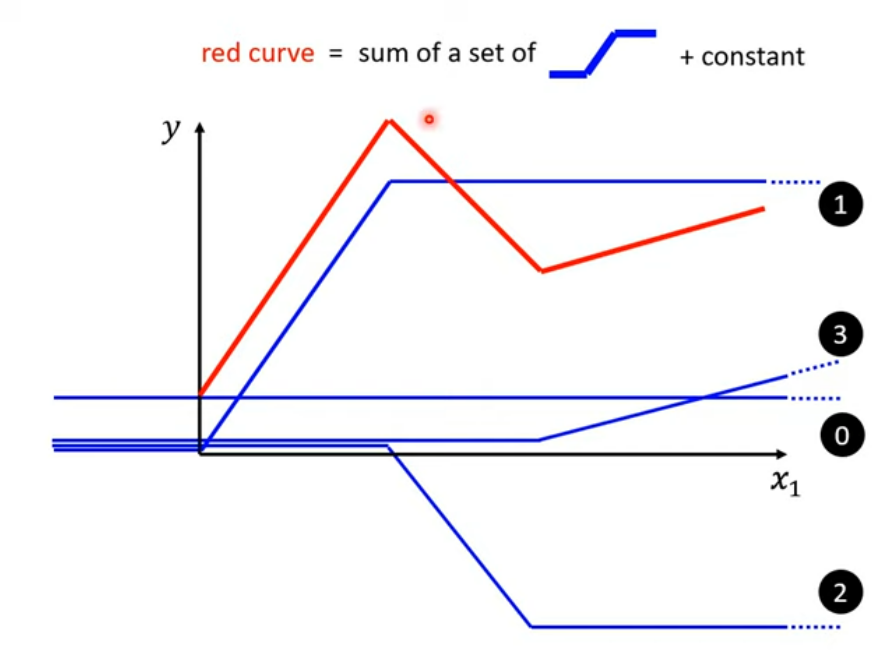 red curve = sum of a set of + constant
y
1
3
0
x₁
2